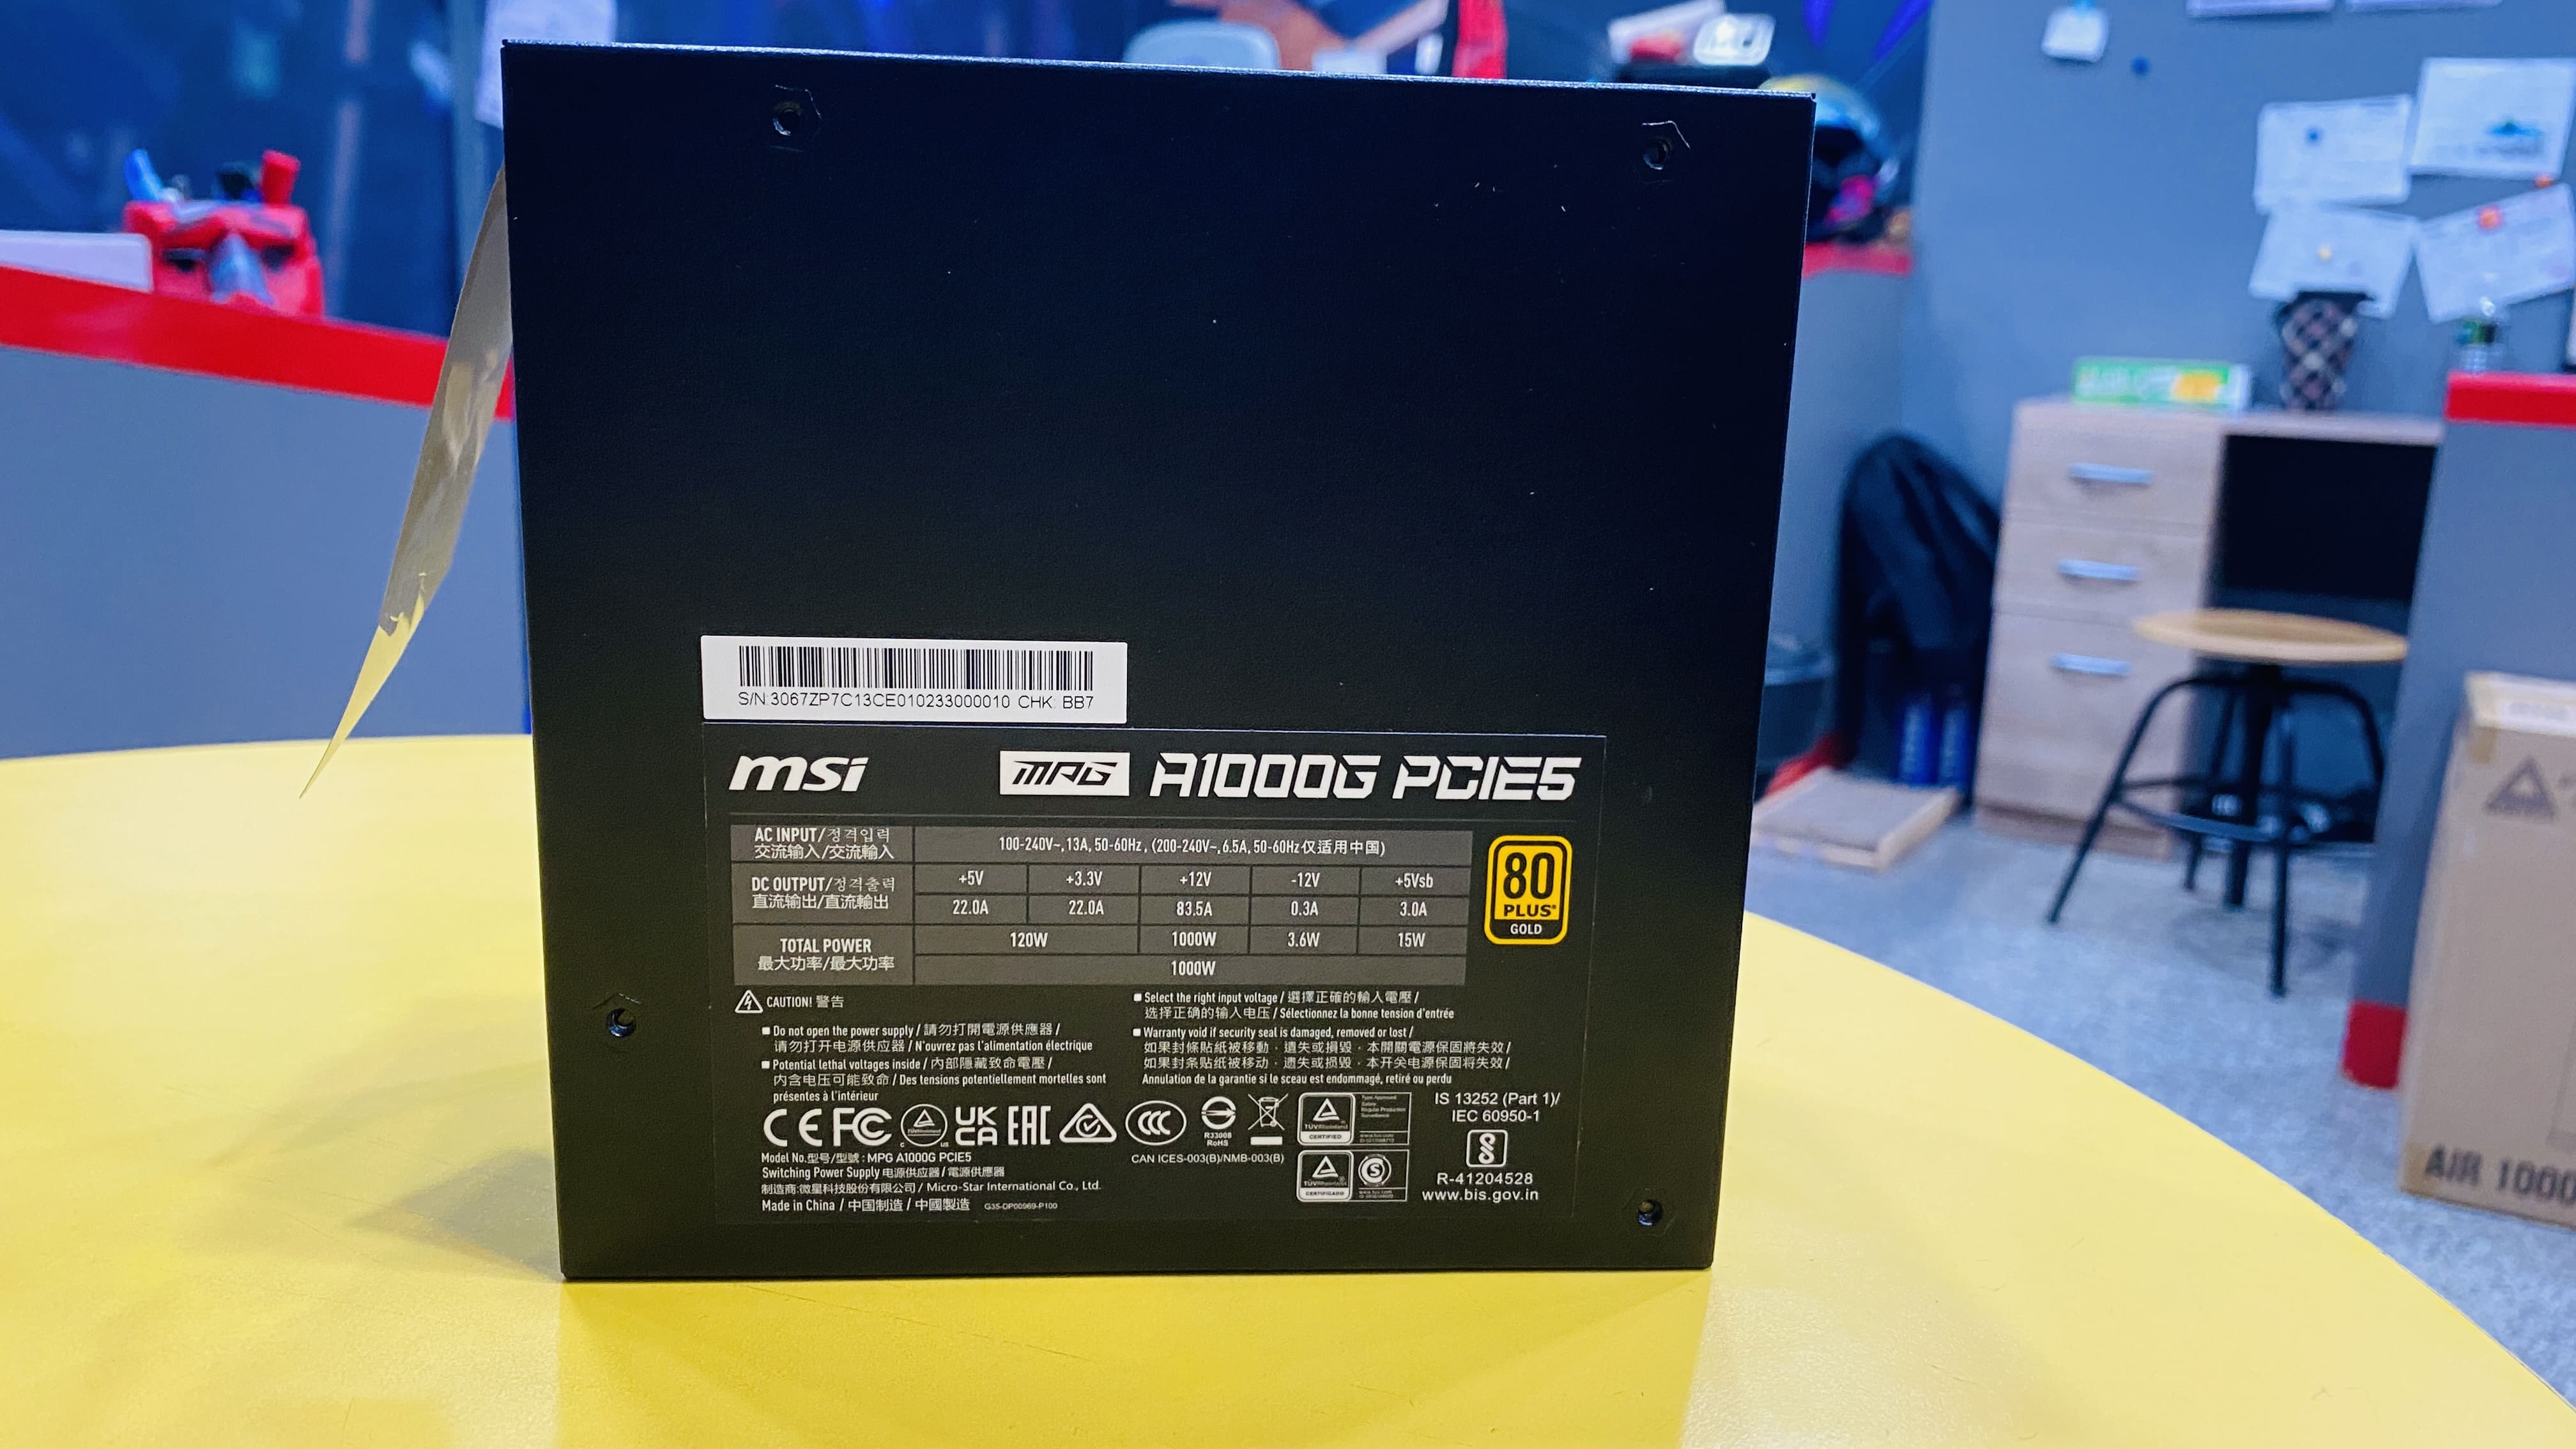 S/N:3067ZP7C13CE010233000010 CHK: BB7
msi MPG A1000G PCIE5
AC INPUT/정격입력
交流输入/交流輸入
100-240V~, 13A, 50-60Hz, (200-240V~, 6.5A, 50-60Hz 仅适用中国)
DC OUTPUT/정격출력
直流输出/直流輸出
+5V +3.3V +12V -12V +5Vsb
22.0A 22.0A 83.5A 0.3A 3.0A
TOTAL POWER
最大功率/最大功率
120W 1000W 3.6W 15W
1000W
80
PLUS®
GOLD
CAUTION! 警告
Do not open the power supply / 請勿打開電源供應器 /
请勿打开电源供应器 / N'ouvrez pas l'alimentation électrique
Potential lethal voltages inside / 內部隱藏致命電壓 /
内含电压可能致命 / Des tensions potentiellement mortelles sont
présentes à l'intérieur
Select the right input voltage / 選擇正確的輸入電壓 /
选择正确的输入电压 / Sélectionnez la bonne tension d'entrée
Warranty void if security seal is damaged, removed or lost /
如果封條貼紙被移動﹐遺失或損毀﹐本開關電源保固將失效 /
如果封条贴纸被移动﹐遗失或损毁﹐本开关电源保固将失效 /
Annulation de la garantie si le sceau est endommagé, retiré ou perdu
CE FC TÜVRheinland UK CA EAC CCC
R33008
RoHS
TÜVRheinland
CERTIFIED
Type Approved
Safety
Regular Production
Surveillance
IS 13252 (Part 1)/
IEC 60950-1
CAN ICES-003(B)/NMB-003(B)
TÜVRheinland
CERTIFICADO
S
R-41204528
www.bis.gov.in
Model No.型号/型號 : MPG A1000G PCIE5
Switching Power Supply 电源供应器/電源供應器
制造商:微星科技股份有限公司 / Micro-Star International Co., Ltd.
Made in China / 中国制造 / 中國製造 G35-DP00969-P100
AIR 1000